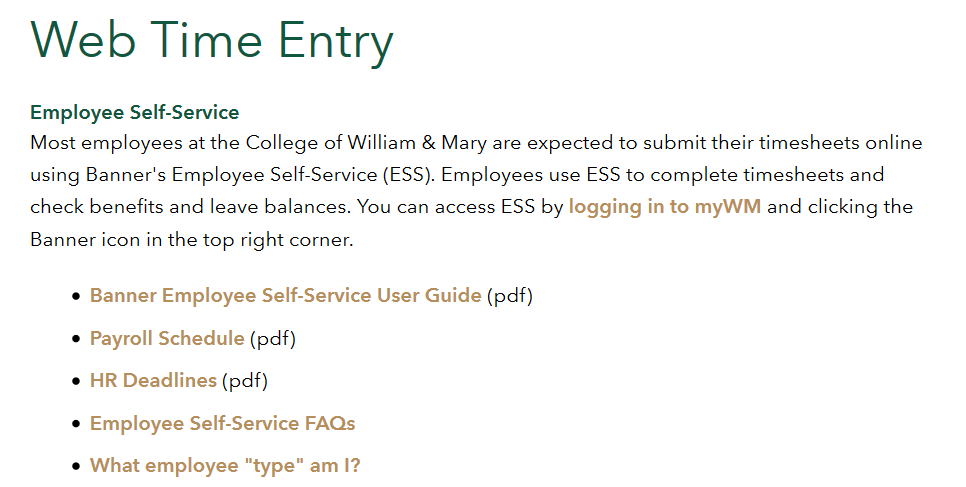 Web Time Entry
Employee Self-Service
Most employees at the College of William & Mary are expected to submit their timesheets online
using Banner's Employee Self-Service (ESS). Employees use ESS to complete timesheets and
check benefits and leave balances. You can access ESS by logging in to myWM and clicking the
Banner icon in the top right corner.
• Banner Employee Self-Service User Guide (pdf)
• Payroll Schedule (pdf)
• HR Deadlines (pdf)
• Employee Self-Service FAQs
• What employee "type" am I?